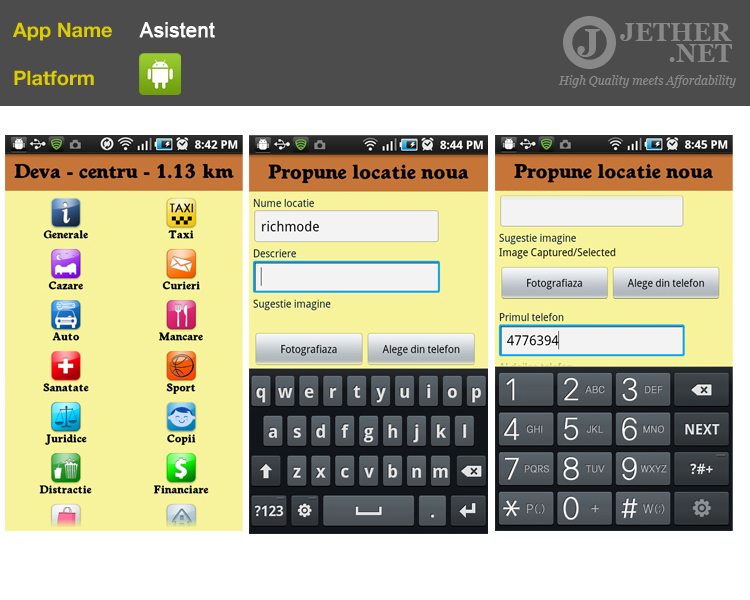 App Name Asistent
Platform
J JETHER
.NET
High Quality meets Affordability
8:42 PM
Deva - centru - 1.13 km
Generale Taxi
TAXI
Cazare Curieri
Auto Mancare
Sanatate Sport
Juridice Copii
Distractie Financiare
8:44 PM
Propune locatie noua
Nume locatie
richmode
Descriere
Sugestie imagine
Fotografiaza Alege din telefon
q w e r t y u i o p
a s d f g h j k l
z x c v b n m
?123 .
8:45 PM
Propune locatie noua
Sugestie imagine
Image Captured/Selected
Fotografiaza Alege din telefon
Primul telefon
4776394
1 2 ABC 3 DEF
4 GHI 5 JKL 6 MNO NEXT
7 PQRS 8 TUV 9 WXYZ ?#+
* P(,) 0 + # W(;)